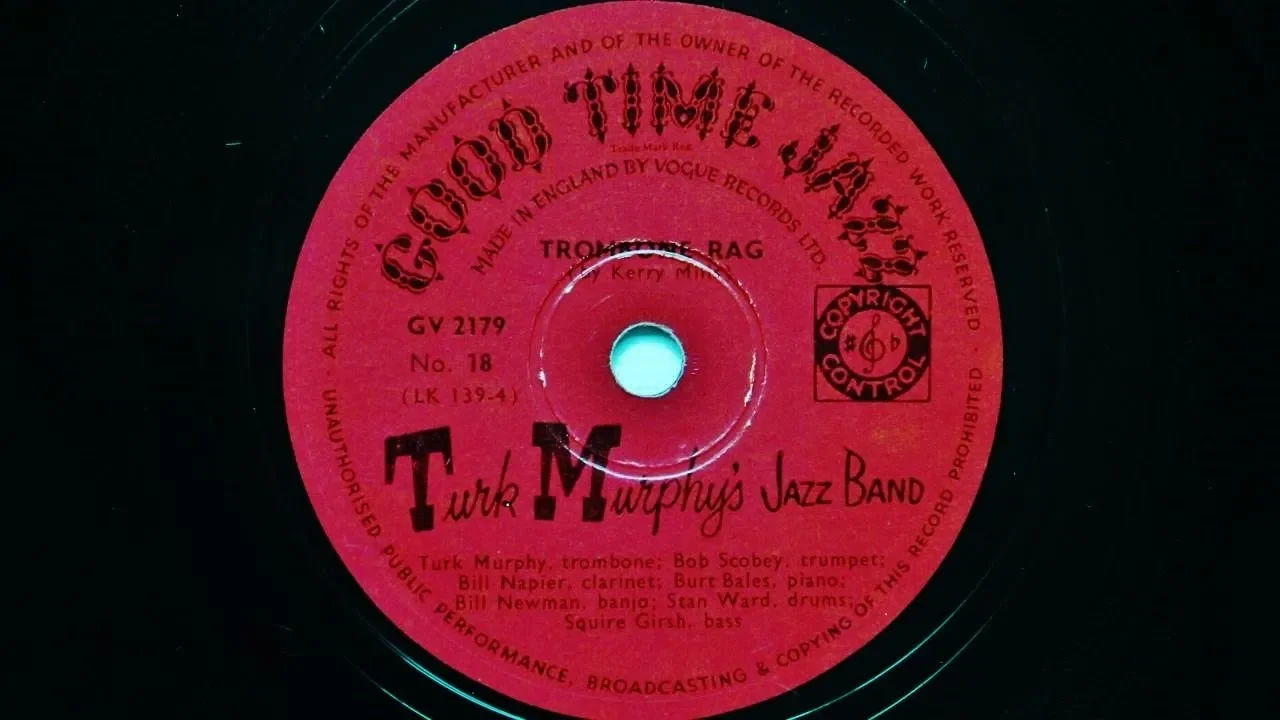 ALL RIGHTS OF THE MANUFACTURER AND OF THE OWNER OF THE RECORDED WORK RESERVED ·
GOOD TIME JAZZ
Trade Mark Reg.
MADE IN ENGLAND BY VOGUE RECORDS LTD.
TROMBONE RAG
by Kerry
GV 2179
No. 18
(LK 139-4)
COPYRIGHT
CONTROL
Turk Murphy's Jazz Band
Turk Murphy, trombone; Bob Scobey, trumpet;
Bill Napier, clarinet; Burt Bales, piano;
Bill Newman, banjo; Stan Ward, drums;
Squire Girsh, bass
· UNAUTHORISED PUBLIC PERFORMANCE, BROADCASTING & COPYING OF THIS RECORD PROHIBITED ·